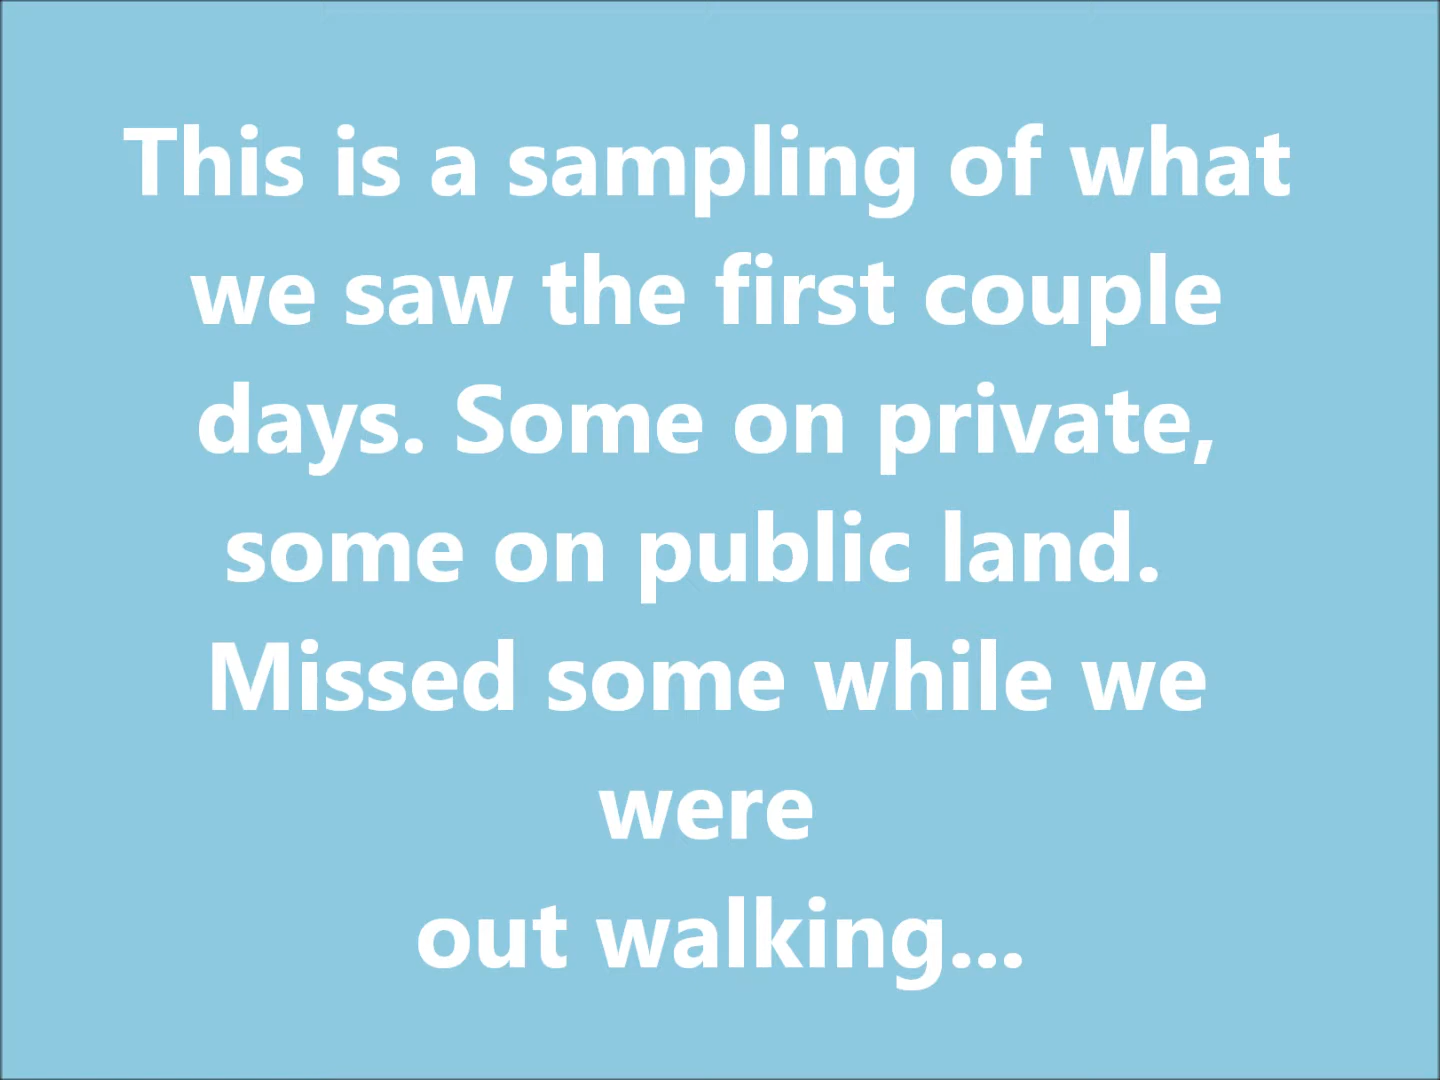 This is a sampling of what
we saw the first couple
days. Some on private,
some on public land.
Missed some while we
were
out walking...